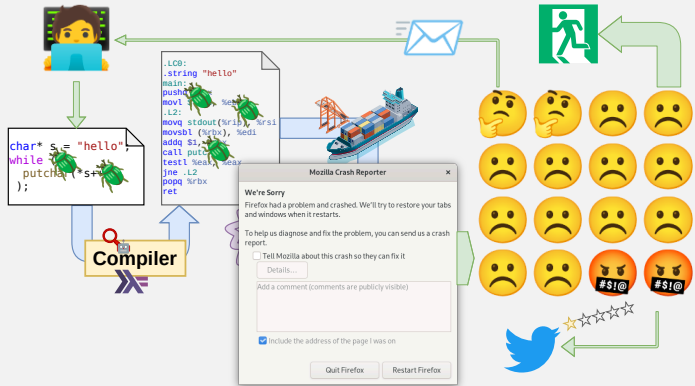 .LC0:
.string "hello"
main:
movl %e
.L2:
movq stdout(%rip), %rsi
movsbl (%rbx), %edi
addq $1,
call putc
testl %eax, %eax
jne .L2
popq %rbx
ret
char* s = "hello";
while (
putchar(*s+
);
Compiler
Mozilla Crash Reporter
We're Sorry
Firefox had a problem and crashed. We'll try to restore your tabs
and windows when it restarts.
To help us diagnose and fix the problem, you can send us a crash
report.
Tell Mozilla about this crash so they can fix it
Details...
Add a comment (comments are publicly visible)
Include the address of the page I was on
Quit Firefox
Restart Firefox
#$!@
#$!@